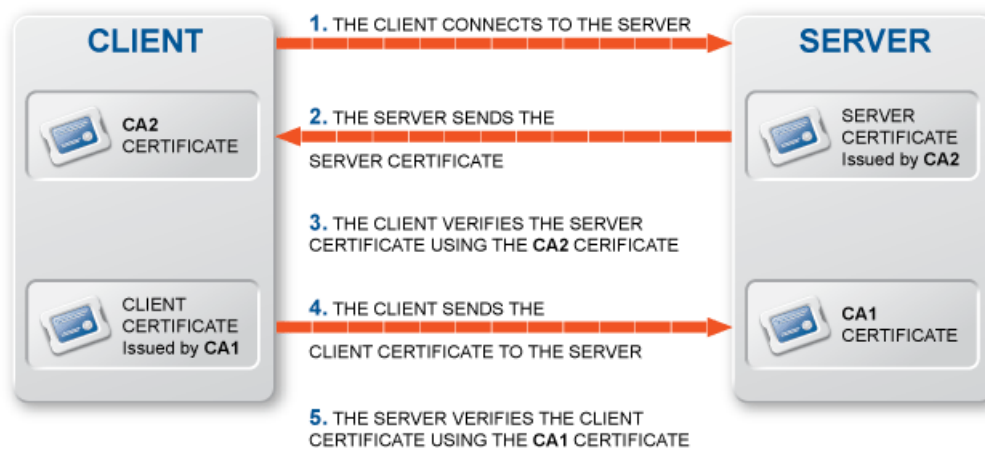 CLIENT
CA2
CERTIFICATE
CLIENT
CERTIFICATE
Issued by CA1
1. THE CLIENT CONNECTS TO THE SERVER
2. THE SERVER SENDS THE
SERVER CERTIFICATE
3. THE CLIENT VERIFIES THE SERVER
CERTIFICATE USING THE CA2 CERIFICATE
4. THE CLIENT SENDS THE
CLIENT CERTIFICATE TO THE SERVER
5. THE SERVER VERIFIES THE CLIENT
CERTIFICATE USING THE CA1 CERTIFICATE
SERVER
SERVER
CERTIFICATE
Issued by CA2
CA1
CERTIFICATE